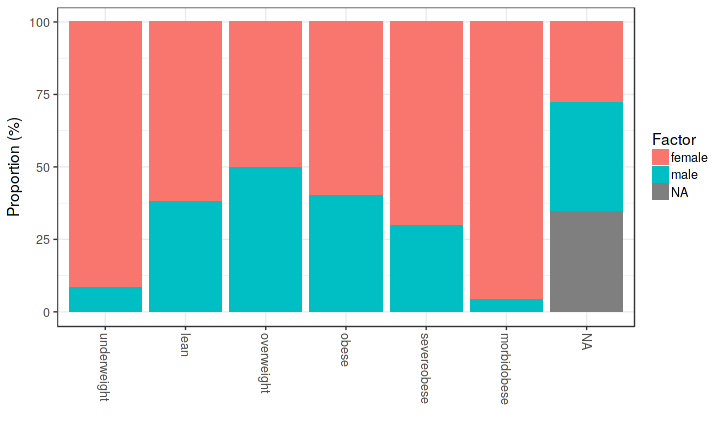 100
75
50
25
0
Proportion (%)
underweight
lean
overweight
obese
severeobese
morbidobese
NA
Factor
female
male
NA